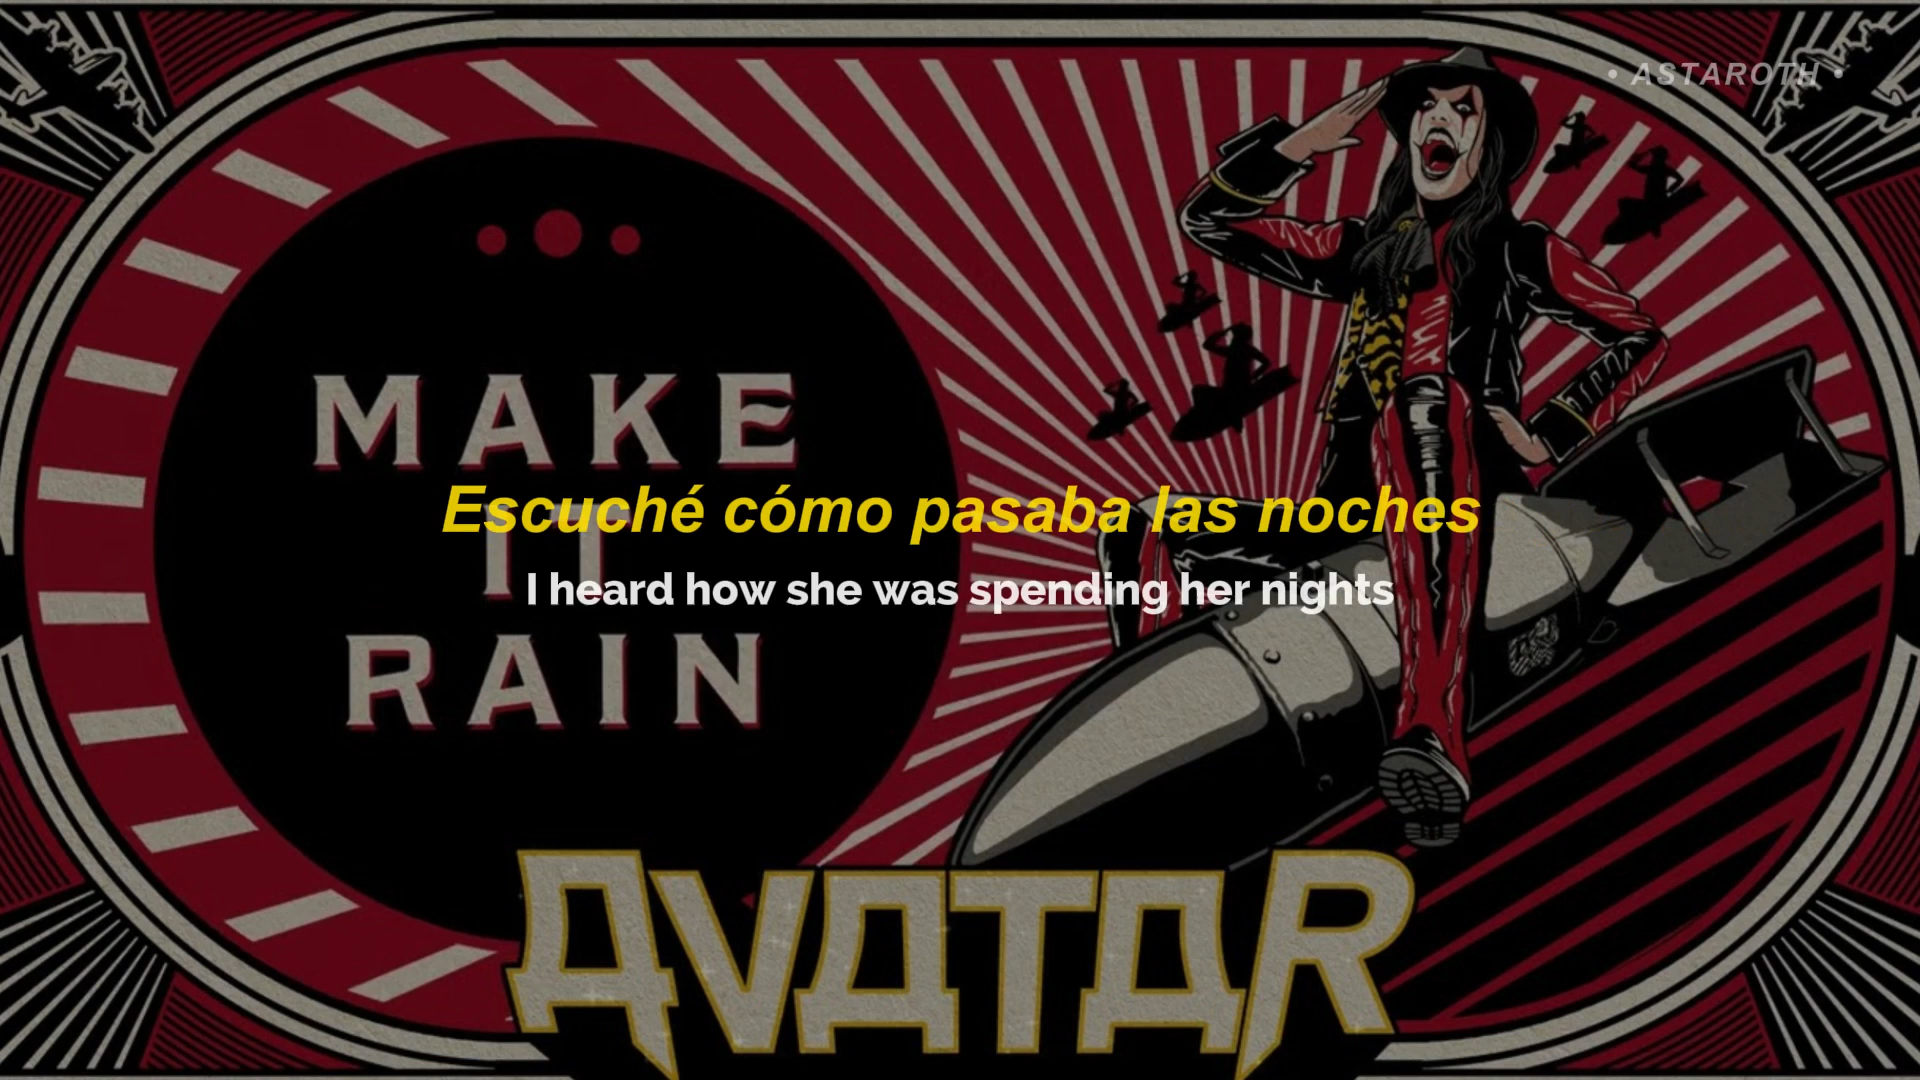 • ASTAROTH •
MAKE
IT
RAIN
Escuché cómo pasaba las noches
I heard how she was spending her nights
AVATAR